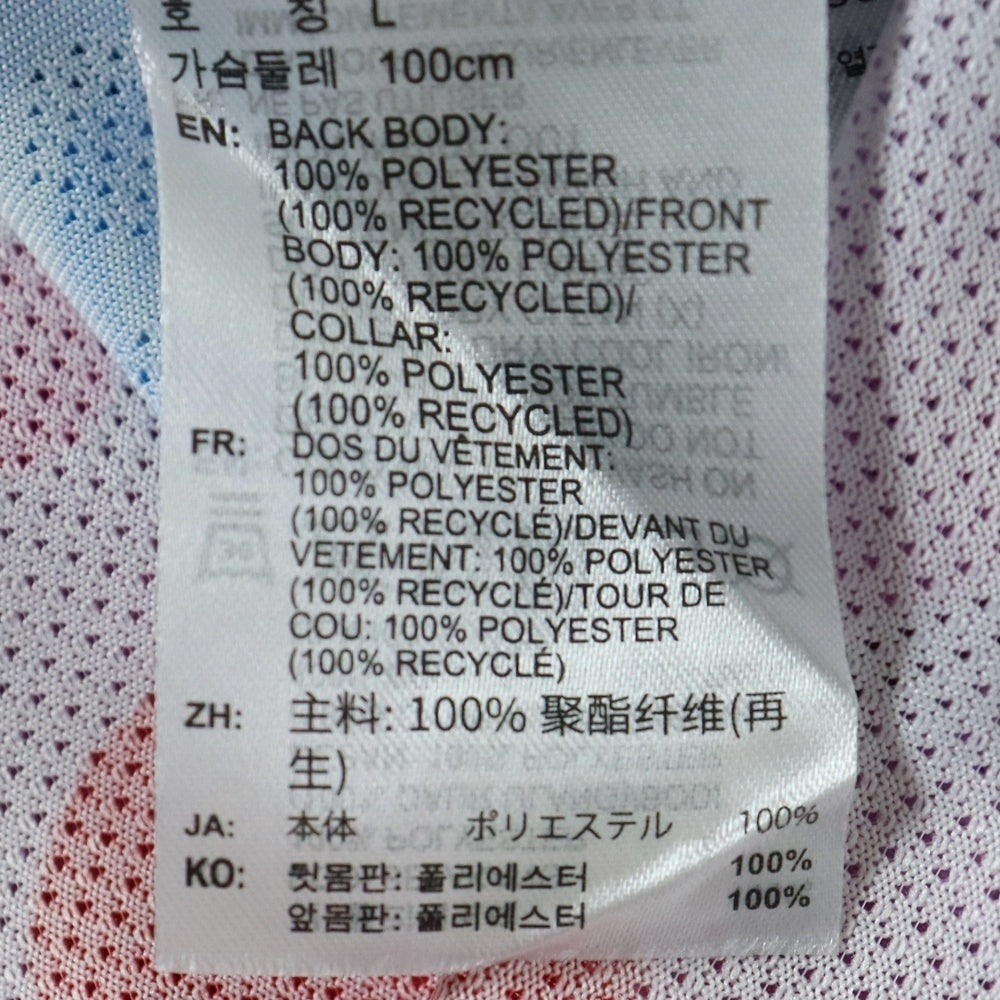 호 칭 L
가슴둘레 100cm
EN: BACK BODY:
100% POLYESTER
(100% RECYCLED)/FRONT
BODY: 100% POLYESTER
(100% RECYCLED)/
COLLAR:
100% POLYESTER
(100% RECYCLED)
FR: DOS DU VÊTEMENT:
100% POLYESTER
(100% RECYCLÉ)/DEVANT DU
VETEMENT: 100% POLYESTER
(100% RECYCLÉ)/TOUR DE
COU: 100% POLYESTER
(100% RECYCLÉ)
ZH: 主料: 100% 聚酯纤维(再
生)
JA: 本体 ポリエステル 100%
KO: 뒷몸판: 폴리에스터 100%
앞몸판: 폴리에스터 100%